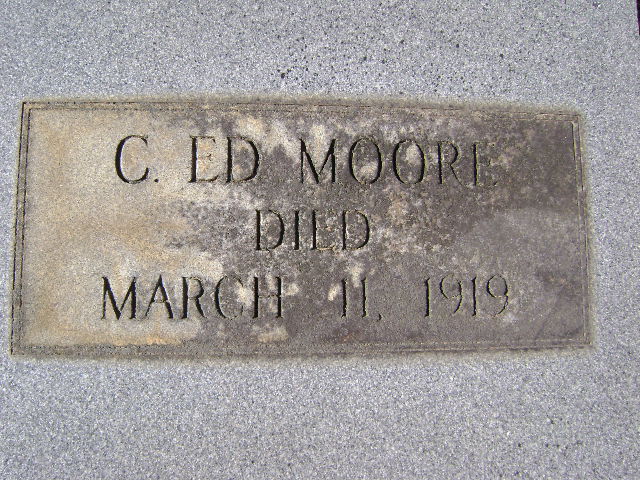 C. ED MOORE
DIED
MARCH 11, 1919